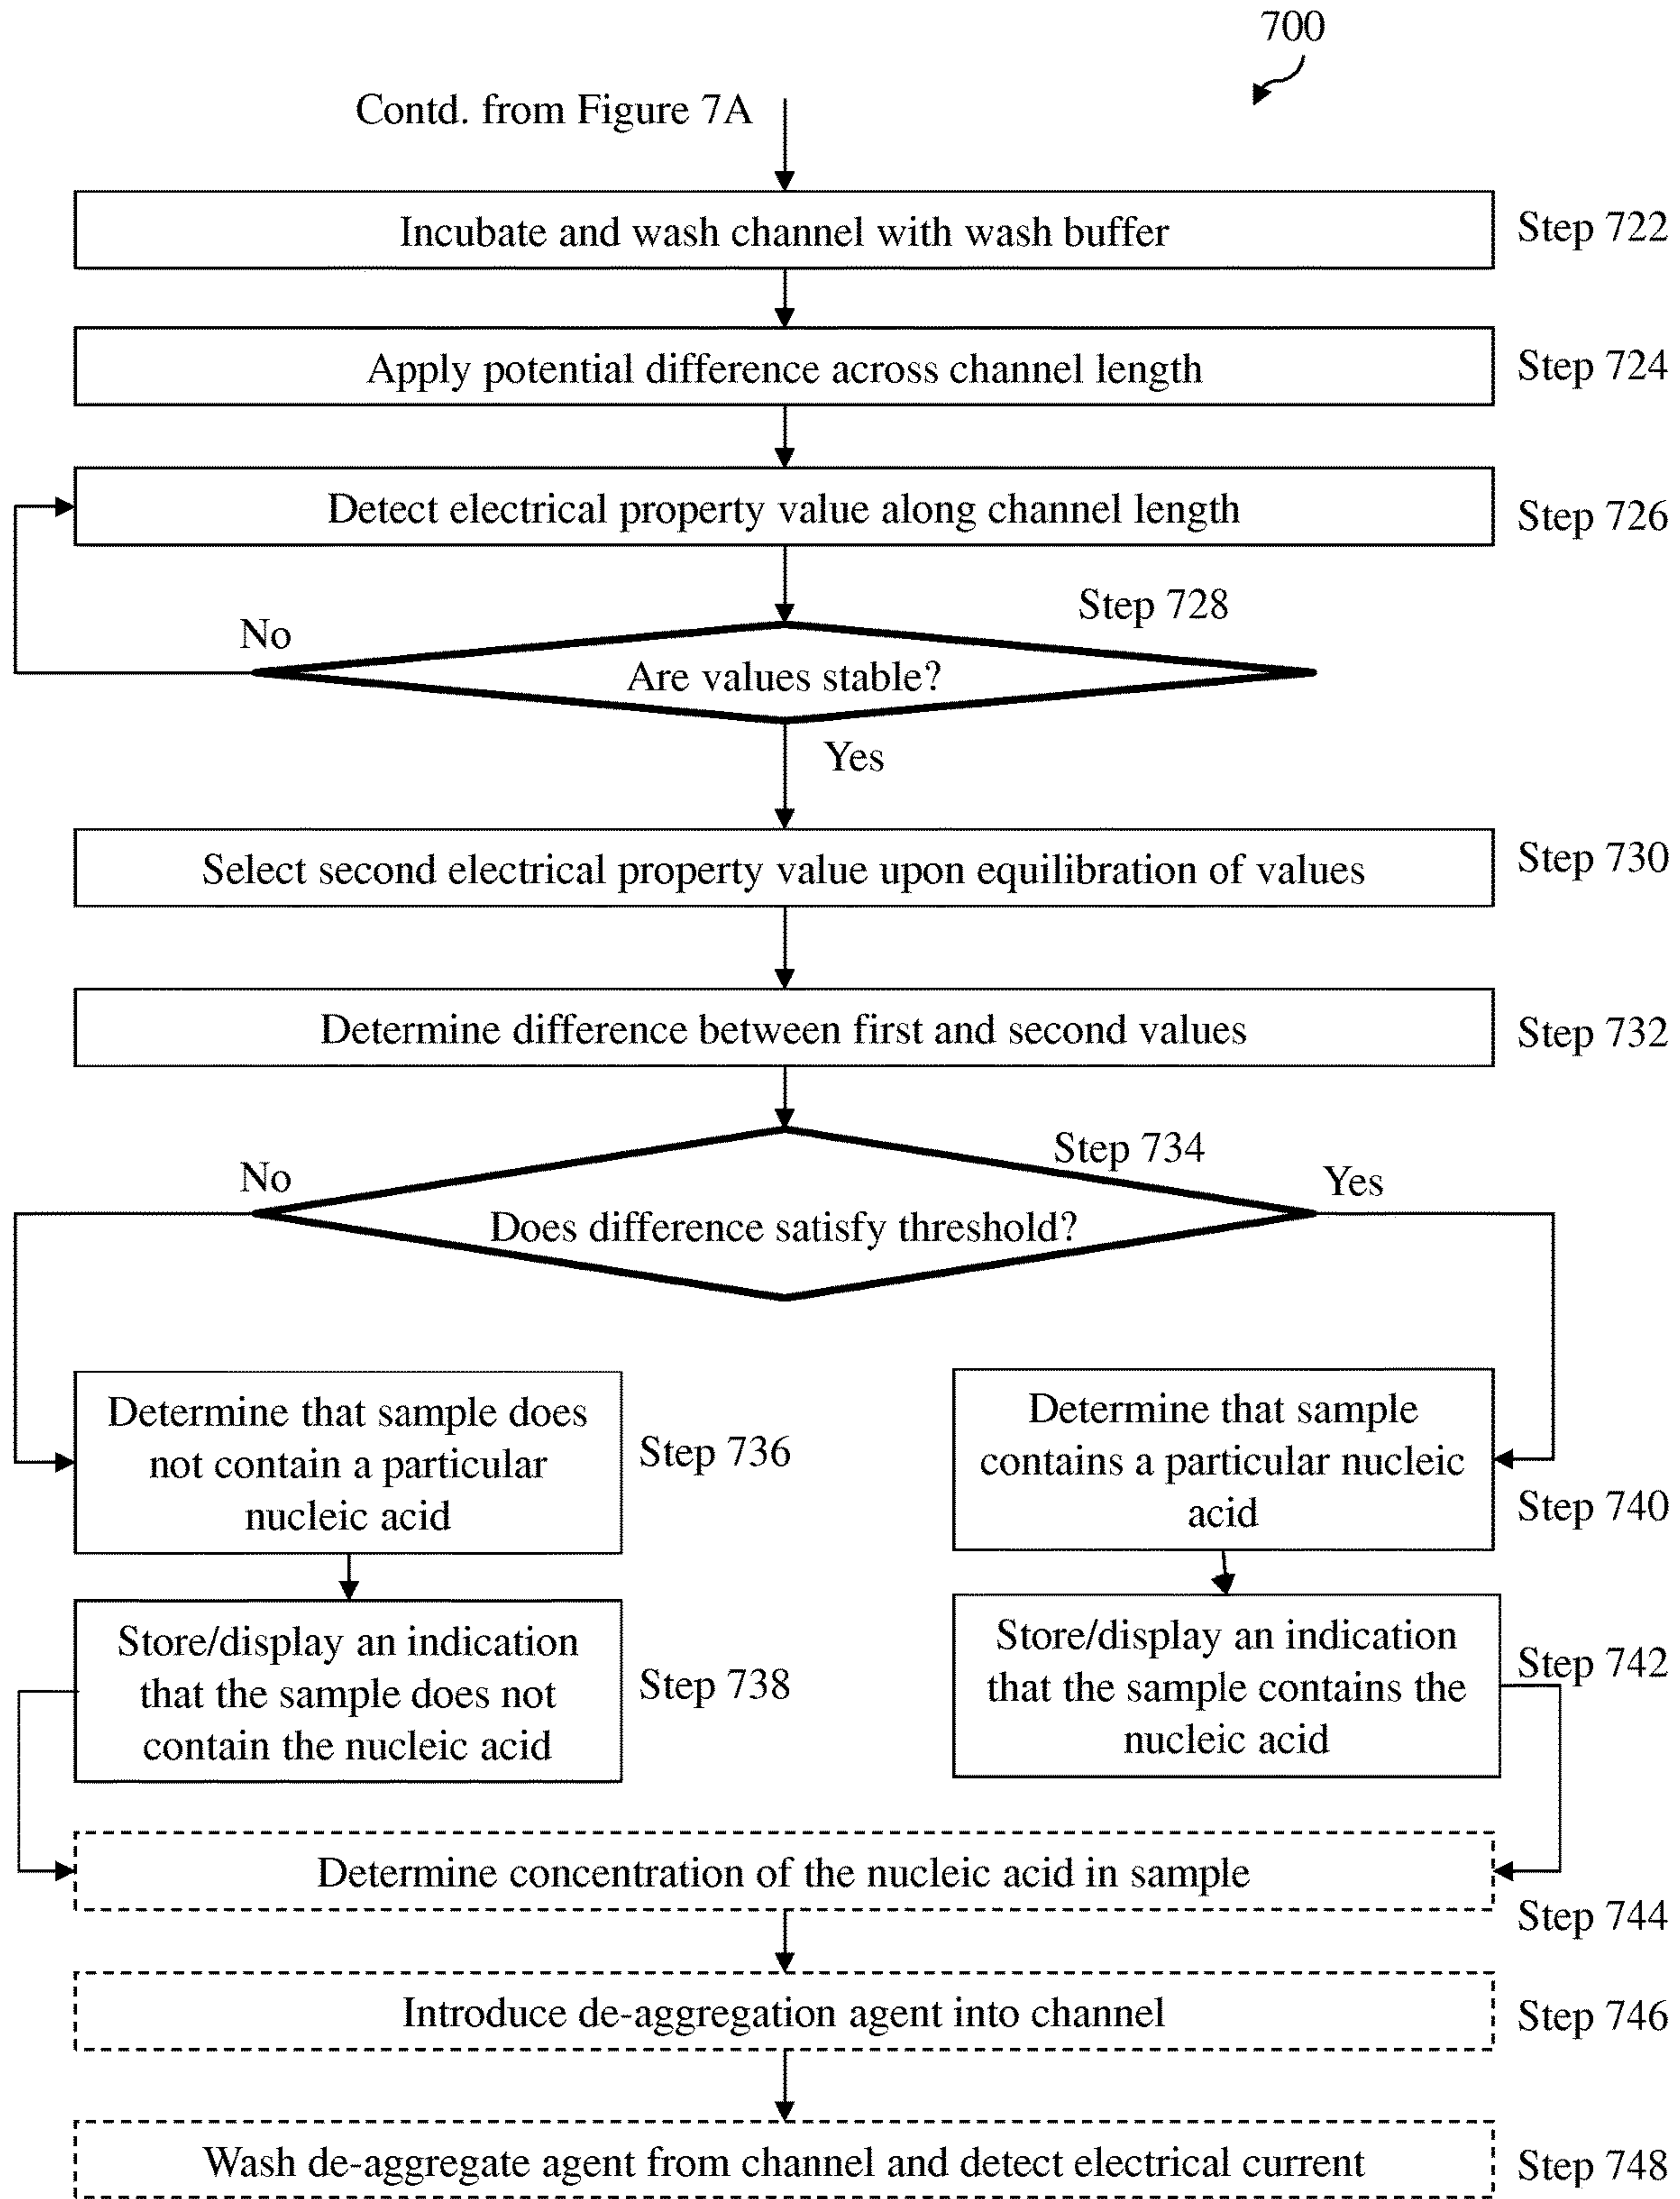 700
Contd. from Figure 7A
Incubate and wash channel with wash buffer
Step 722
Apply potential difference across channel length
Step 724
Detect electrical property value along channel length
Step 726
Step 728
No
Are values stable?
Yes
Select second electrical property value upon equilibration of values
Step 730
Determine difference between first and second values
Step 732
Step 734
No
Yes
Does difference satisfy threshold?
Determine that sample does
not contain a particular
nucleic acid
Step 736
Determine that sample
contains a particular nucleic
acid
Step 740
Store/display an indication
that the sample does not
contain the nucleic acid
Step 738
Store/display an indication
that the sample contains the
nucleic acid
Step 742
Determine concentration of the nucleic acid in sample
Step 744
Introduce de-aggregation agent into channel
Step 746
Wash de-aggregate agent from channel and detect electrical current
Step 748